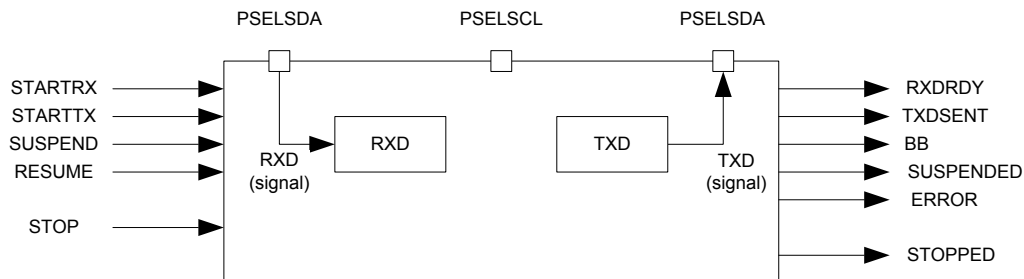 PSELSDA
PSELSCL
PSELSDA
STARTRX
STARTTX
SUSPEND
RESUME
STOP
RXD
(signal)
RXD
TXD
TXD
(signal)
RXDRDY
TXDSENT
BB
SUSPENDED
ERROR
STOPPED